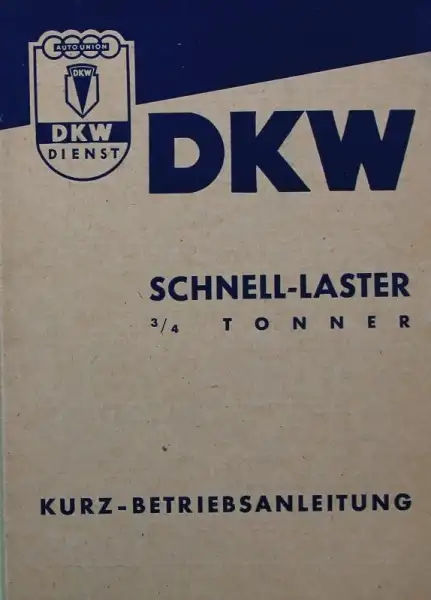 AUTO UNION
DKW
DKW
DIENST
DKW
SCHNELL-LASTER
3/4 TONNER
KURZ-BETRIEBSANLEITUNG